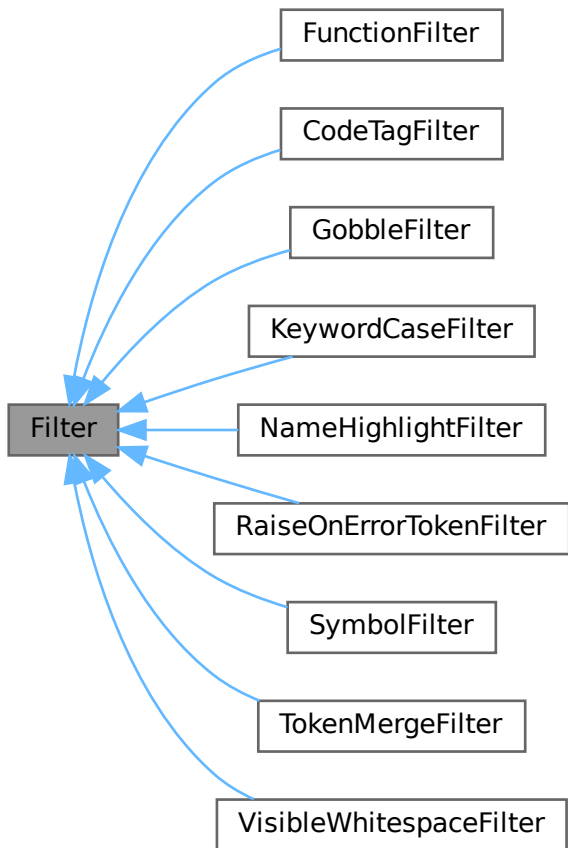 FunctionFilter
CodeTagFilter
GobbleFilter
KeywordCaseFilter
Filter
NameHighlightFilter
RaiseOnErrorTokenFilter
SymbolFilter
TokenMergeFilter
VisibleWhitespaceFilter